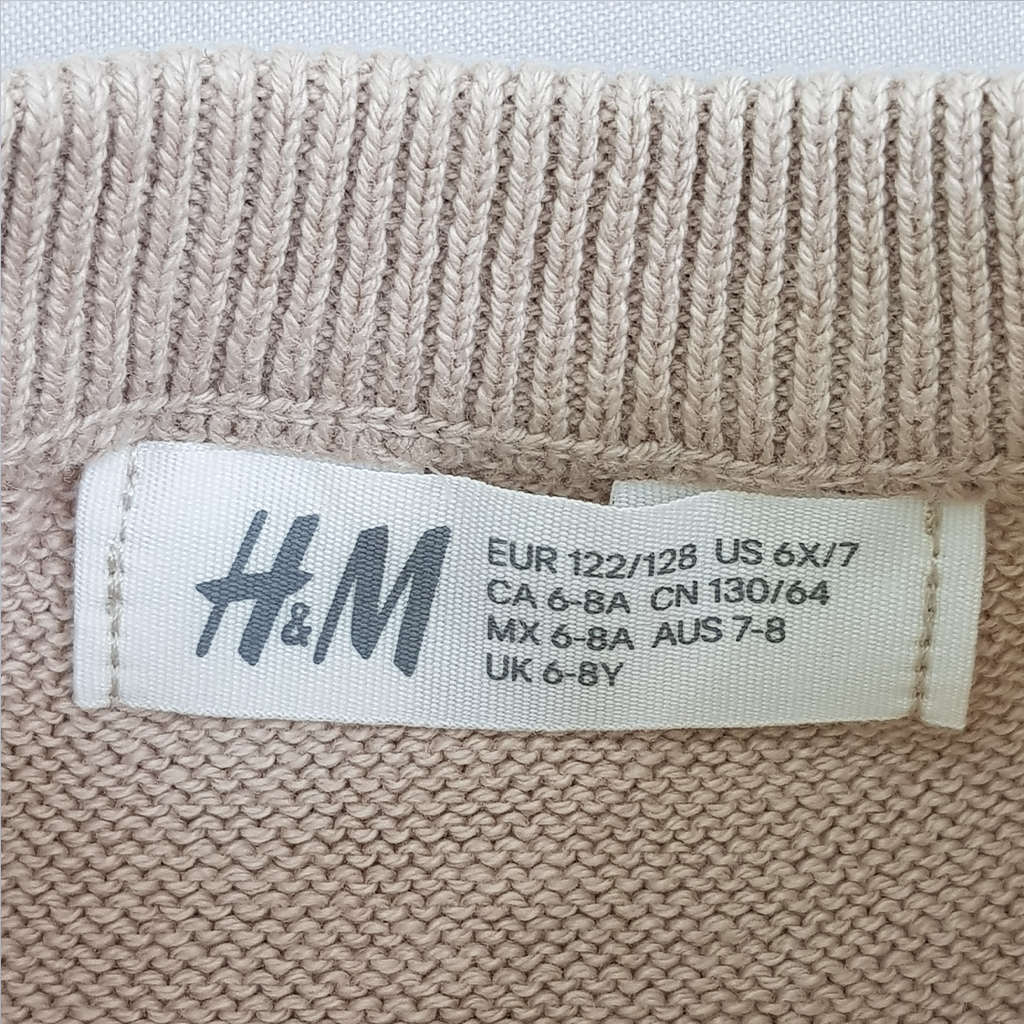 H&M
EUR 122/128 US 6X/7
CA 6-8A CN 130/64
MX 6-8A AUS 7-8
UK 6-8Y